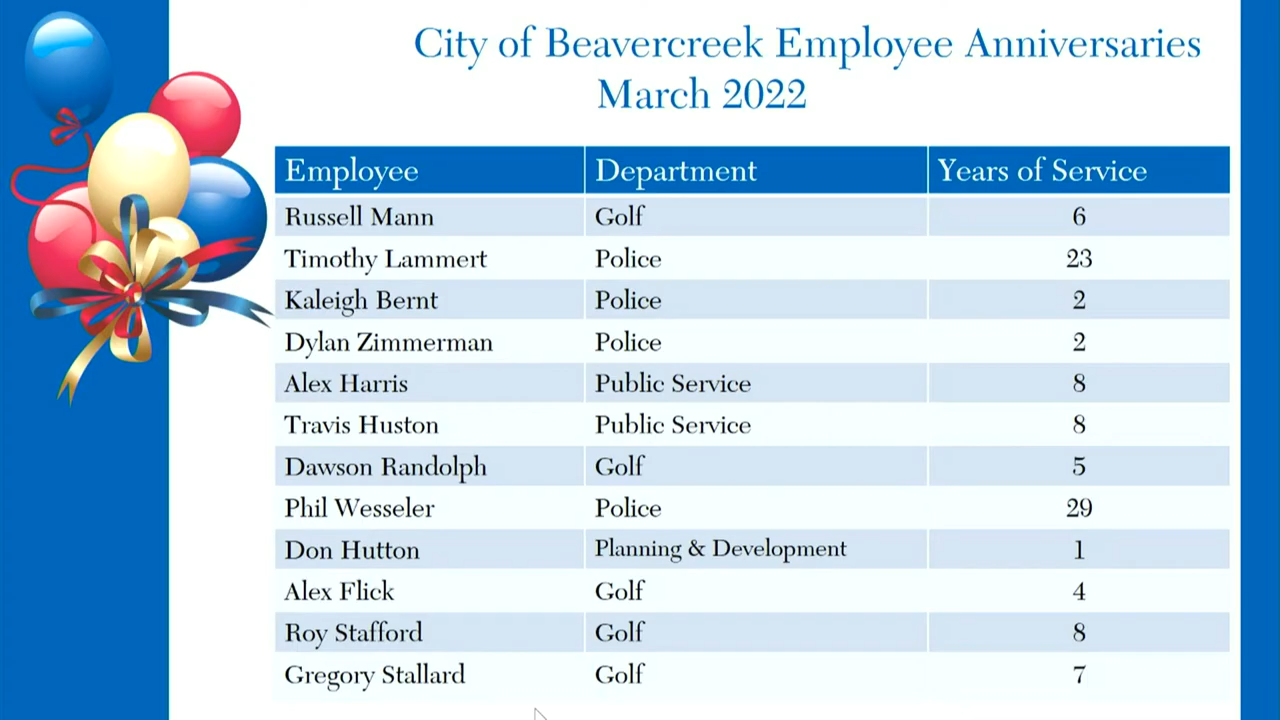 City of Beavercreek Employee Anniversaries
March 2022
Employee Department Years of Service
Russell Mann Golf 6
Timothy Lammert Police 23
Kaleigh Bernt Police 2
Dylan Zimmerman Police 2
Alex Harris Public Service 8
Travis Huston Public Service 8
Dawson Randolph Golf 5
Phil Wesseler Police 29
Don Hutton Planning & Development 1
Alex Flick Golf 4
Roy Stafford Golf 8
Gregory Stallard Golf 7